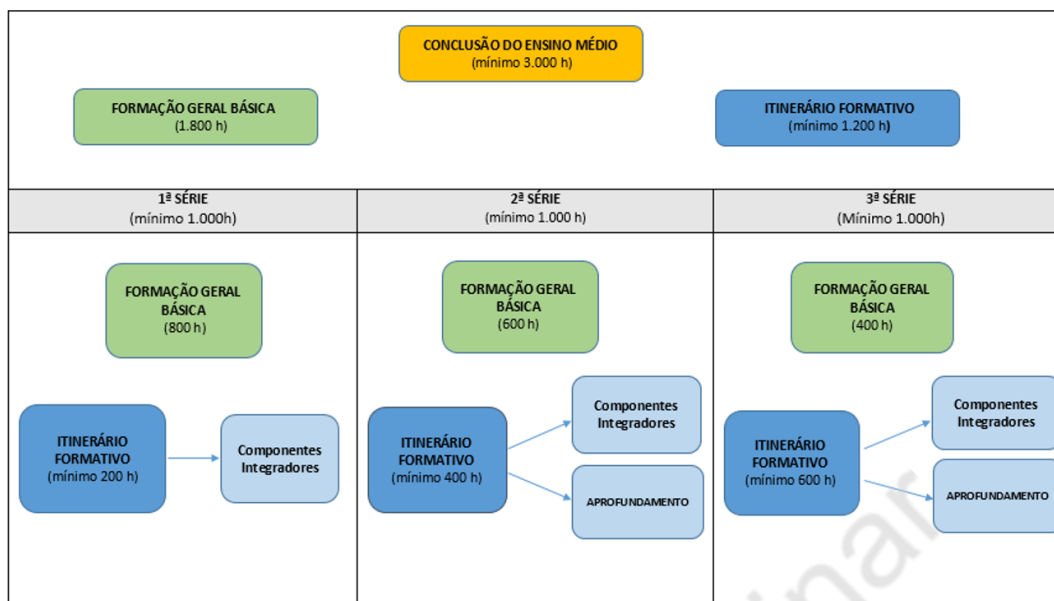 CONCLUSÃO DO ENSINO MÉDIO
(mínimo 3.000 h)
FORMAÇÃO GERAL BÁSICA
(1.800 h)
ITINERÁRIO FORMATIVO
(mínimo 1.200 h)
1ª SÉRIE
(mínimo 1.000h)
2ª SÉRIE
(mínimo 1.000 h)
3ª SÉRIE
(Mínimo 1.000h)
FORMAÇÃO GERAL
BÁSICA
(800 h)
FORMAÇÃO GERAL
BÁSICA
(600 h)
FORMAÇÃO GERAL
BÁSICA
(400 h)
ITINERÁRIO
FORMATIVO
(mínimo 200 h)
Componentes
Integradores
ITINERÁRIO
FORMATIVO
(mínimo 400 h)
Componentes
Integradores
APROFUNDAMENTO
ITINERÁRIO
FORMATIVO
(mínimo 600 h)
Componentes
Integradores
APROFUNDAMENTO